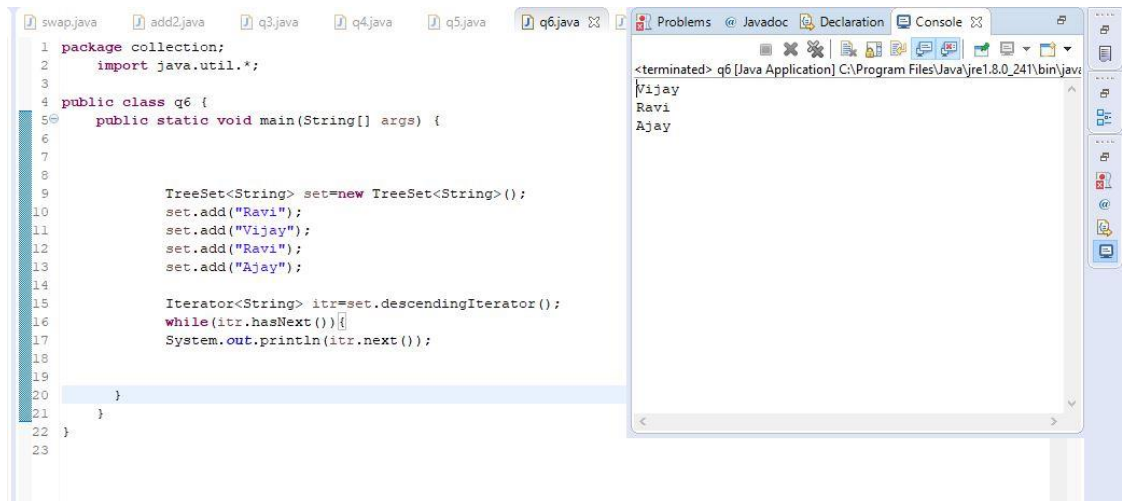 swap.java add2.java q3.java q4.java q5.java q6.java
1 package collection;
2 import java.util.*;
3
4 public class q6 {
5 public static void main(String[] args) {
6
7
8
9 TreeSet<String> set=new TreeSet<String>();
10 set.add("Ravi");
11 set.add("Vijay");
12 set.add("Ravi");
13 set.add("Ajay");
14
15 Iterator<String> itr=set.descendingIterator();
16 while(itr.hasNext()){
17 System.out.println(itr.next());
18
19
20 }
21 }
22 }
23
Problems @ Javadoc Declaration Console
<terminated> q6 [Java Application] C:\Program Files\Java\jre1.8.0_241\bin\java
Vijay
Ravi
Ajay